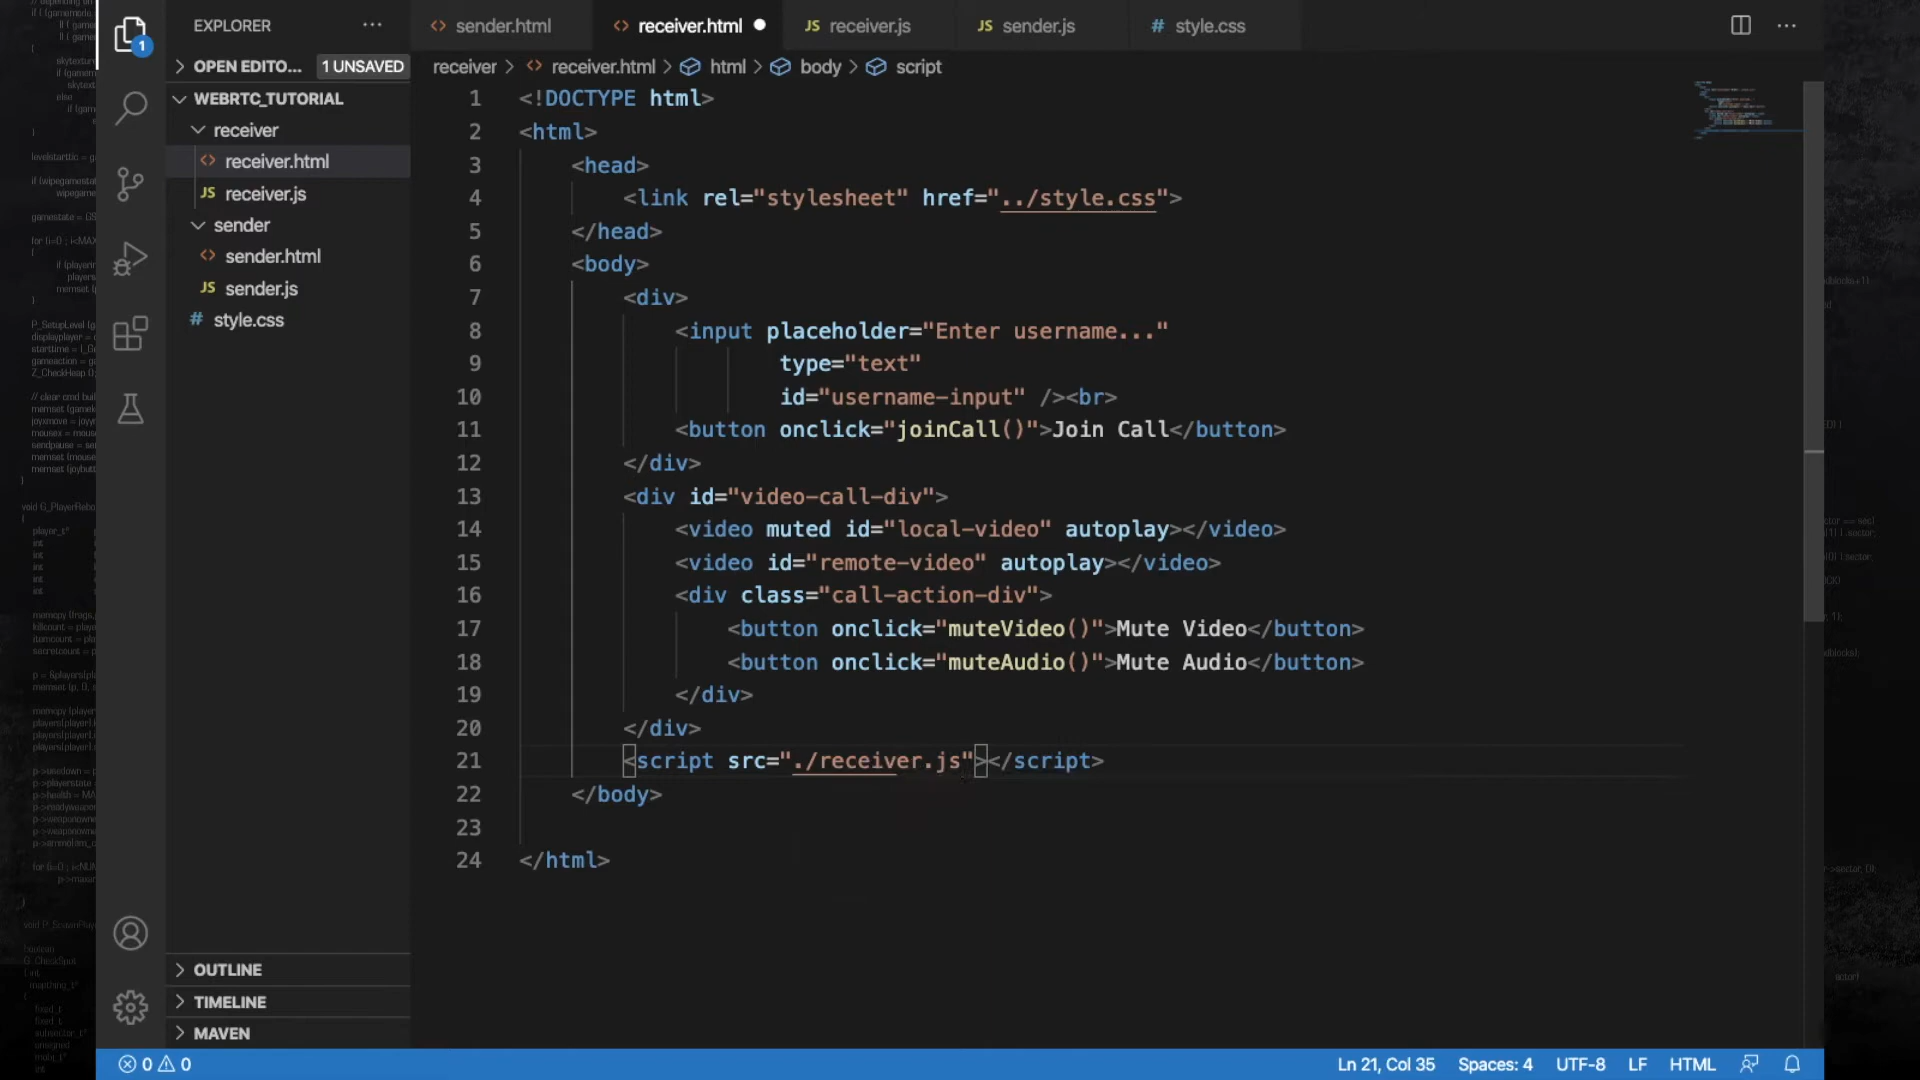 1
EXPLORER
OPEN EDITO... 1 UNSAVED
WEBRTC_TUTORIAL
receiver
receiver.html
JS receiver.js
sender
sender.html
JS sender.js
# style.css
OUTLINE
TIMELINE
MAVEN
sender.html
receiver.html
JS receiver.js
JS sender.js
# style.css
receiver > receiver.html > html > body > script
1 <!DOCTYPE html>
2 <html>
3 <head>
4 <link rel="stylesheet" href="../style.css">
5 </head>
6 <body>
7 <div>
8 <input placeholder="Enter username..."
9 type="text"
10 id="username-input" /><br>
11 <button onclick="joinCall()">Join Call</button>
12 </div>
13 <div id="video-call-div">
14 <video muted id="local-video" autoplay></video>
15 <video id="remote-video" autoplay></video>
16 <div class="call-action-div">
17 <button onclick="muteVideo()">Mute Video</button>
18 <button onclick="muteAudio()">Mute Audio</button>
19 </div>
20 </div>
21 <script src="./receiver.js"></script>
22 </body>
23
24 </html>
0 0
Ln 21, Col 35 Spaces: 4 UTF-8 LF HTML